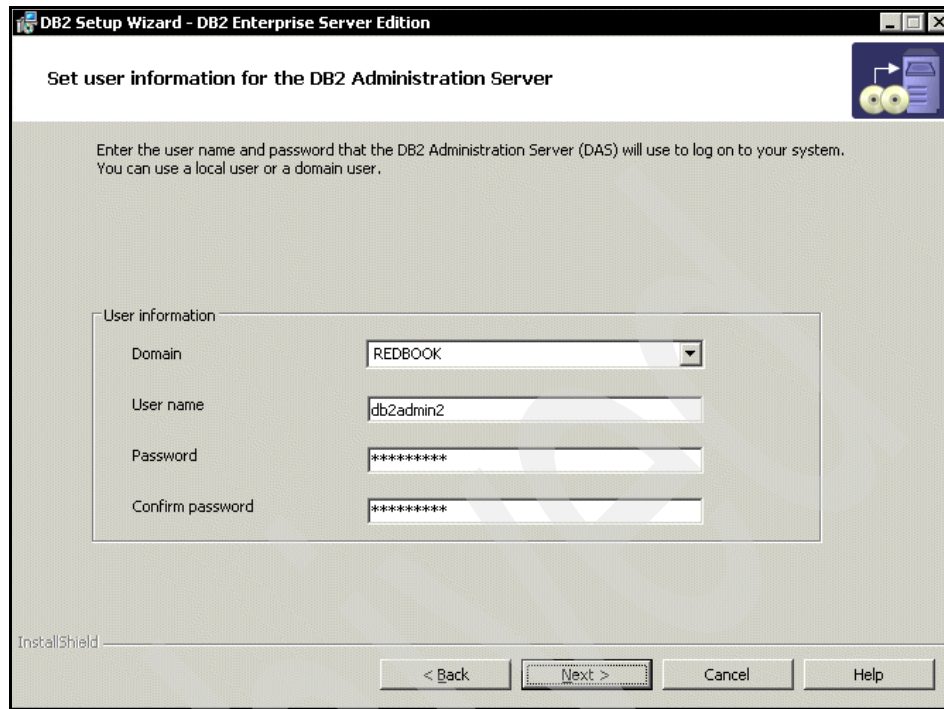 DB2 Setup Wizard - DB2 Enterprise Server Edition
Set user information for the DB2 Administration Server
Enter the user name and password that the DB2 Administration Server (DAS) will use to log on to your system.
You can use a local user or a domain user.
User information
Domain
REDBOOK
User name
db2admin2
Password
*********
Confirm password
*********
InstallShield
< Back
Next >
Cancel
Help